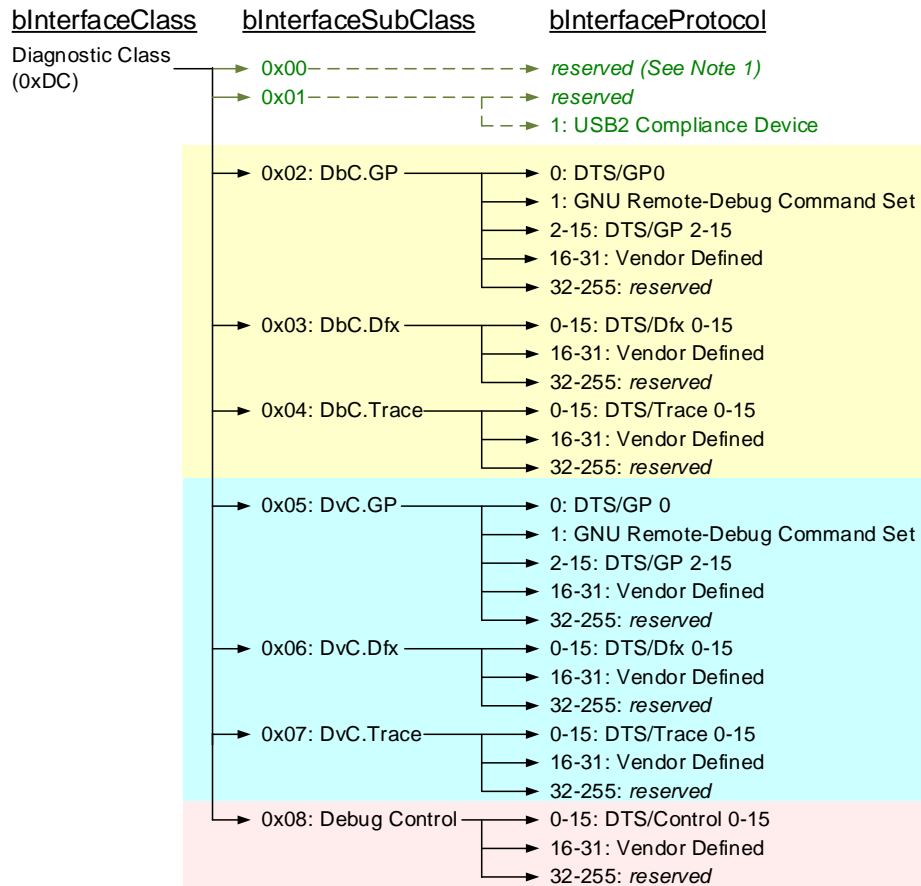 bInterfaceClass bInterfaceSubClass bInterfaceProtocol
Diagnostic Class
(0xDC)
0x00 reserved (See Note 1)
0x01 reserved
1: USB2 Compliance Device
0x02: DbC.GP 0: DTS/GP0
1: GNU Remote-Debug Command Set
2-15: DTS/GP 2-15
16-31: Vendor Defined
32-255: reserved
0x03: DbC.Dfx 0-15: DTS/Dfx 0-15
16-31: Vendor Defined
32-255: reserved
0x04: DbC.Trace 0-15: DTS/Trace 0-15
16-31: Vendor Defined
32-255: reserved
0x05: DvC.GP 0: DTS/GP 0
1: GNU Remote-Debug Command Set
2-15: DTS/GP 2-15
16-31: Vendor Defined
32-255: reserved
0x06: DvC.Dfx 0-15: DTS/Dfx 0-15
16-31: Vendor Defined
32-255: reserved
0x07: DvC.Trace 0-15: DTS/Trace 0-15
16-31: Vendor Defined
32-255: reserved
0x08: Debug Control 0-15: DTS/Control 0-15
16-31: Vendor Defined
32-255: reserved